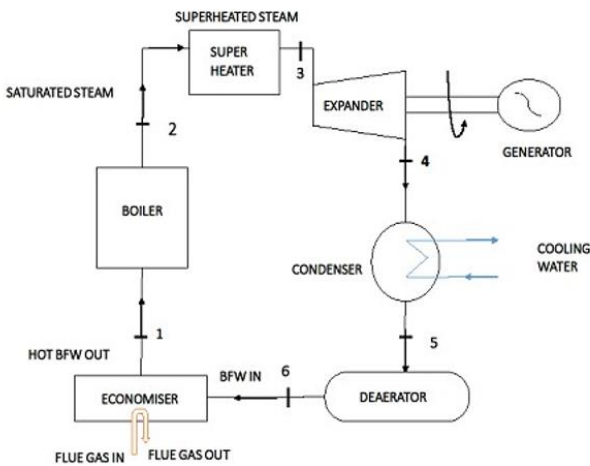 SUPERHEATED STEAM
SUPER
HEATER
3
EXPANDER
GENERATOR
SATURATED STEAM
2
4
BOILER
CONDENSER
COOLING
WATER
1
5
HOT BFW OUT
BFW IN
6
ECONOMISER
DEAERATOR
FLUE GAS IN
FLUE GAS OUT